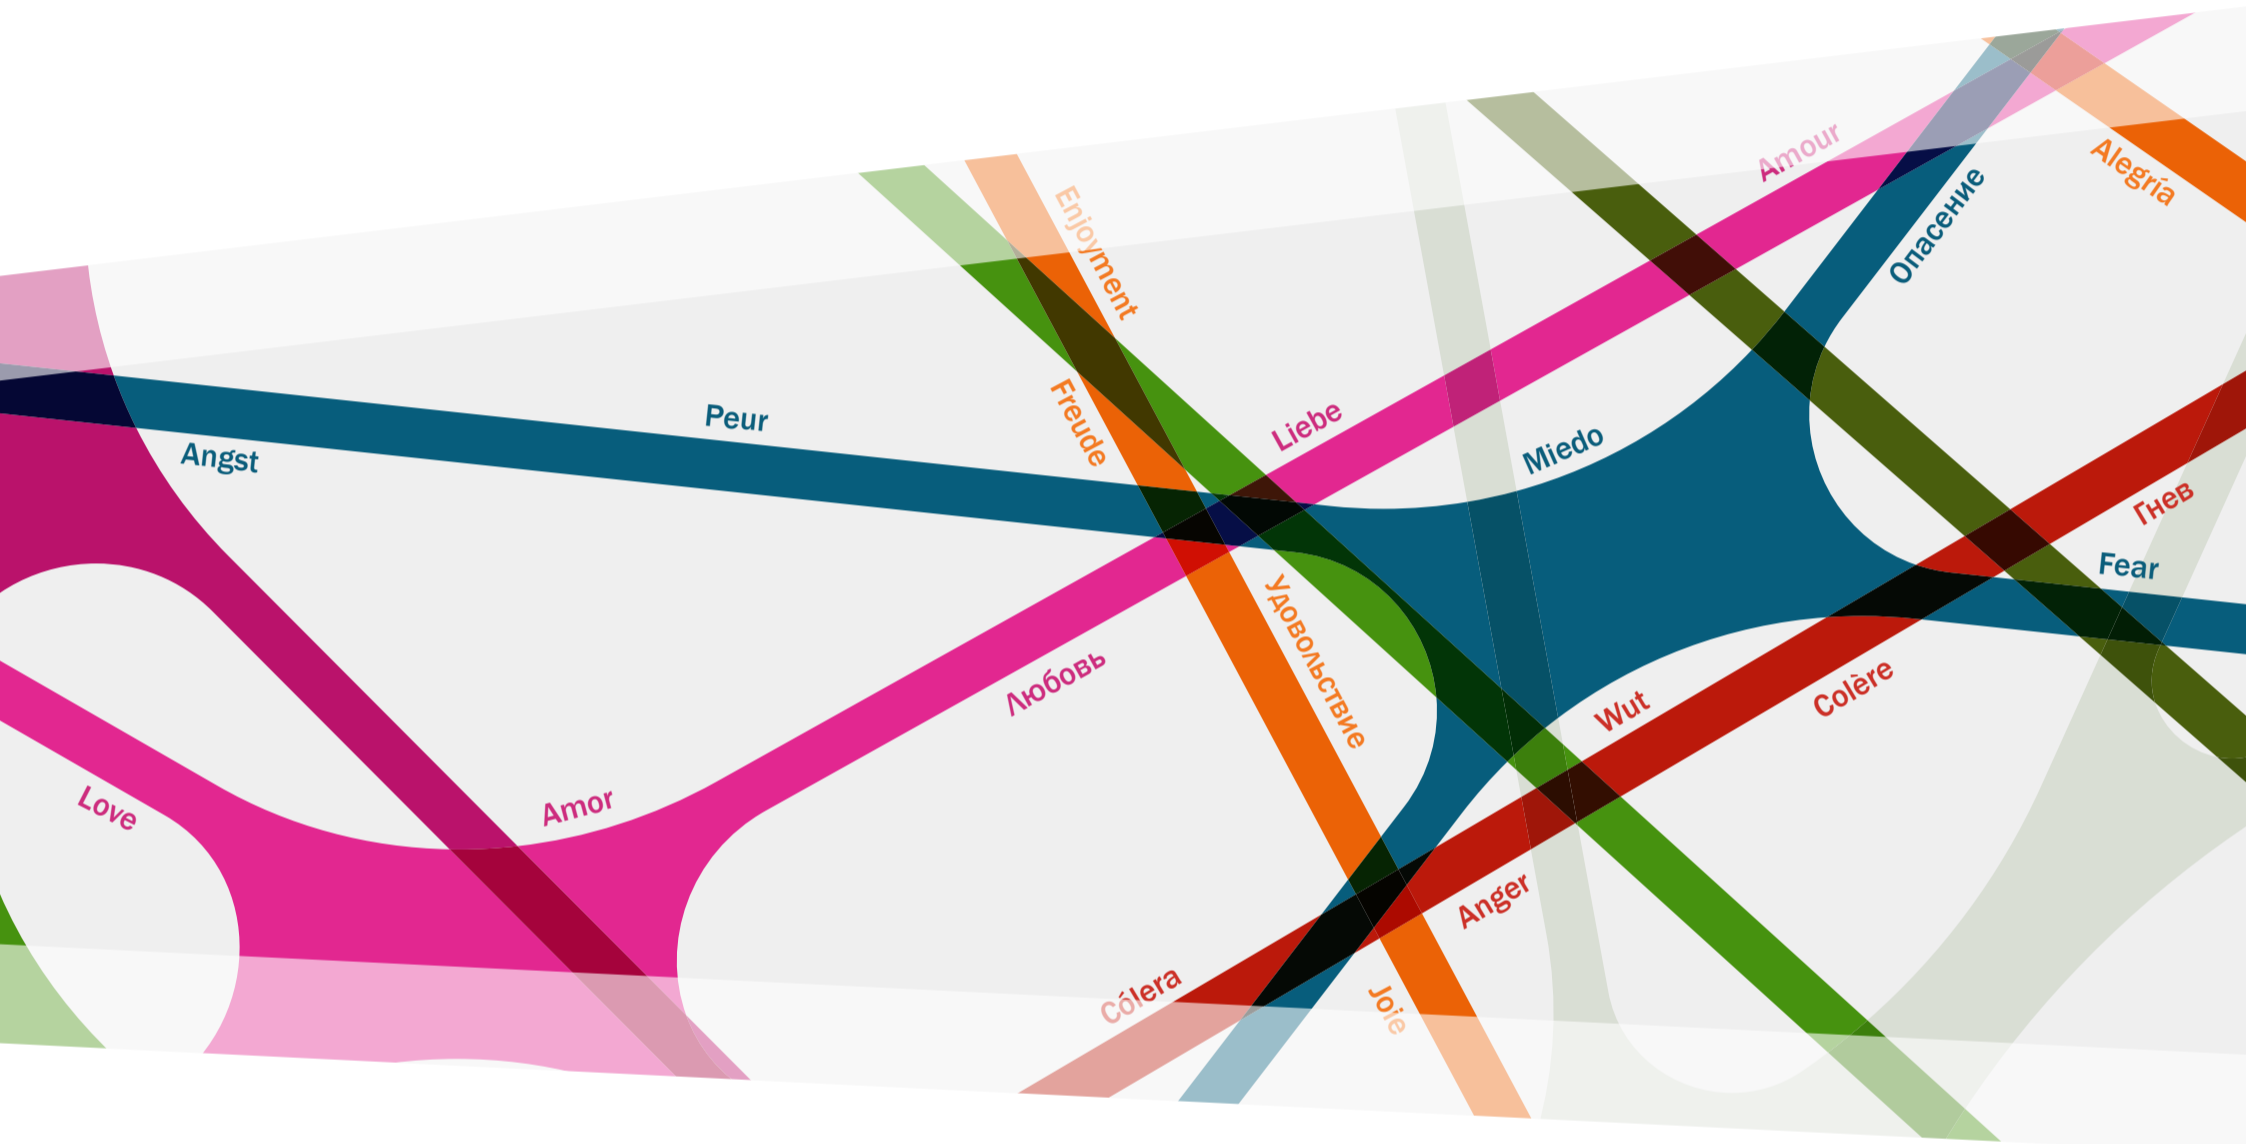 Amour
Alegría
Опасение
Enjoyment
Peur
Angst
Freude
Liebe
Miedo
Гнев
Fear
Удовольствие
Любовь
Wut
Colère
Love
Amor
Anger
Cólera
Joie